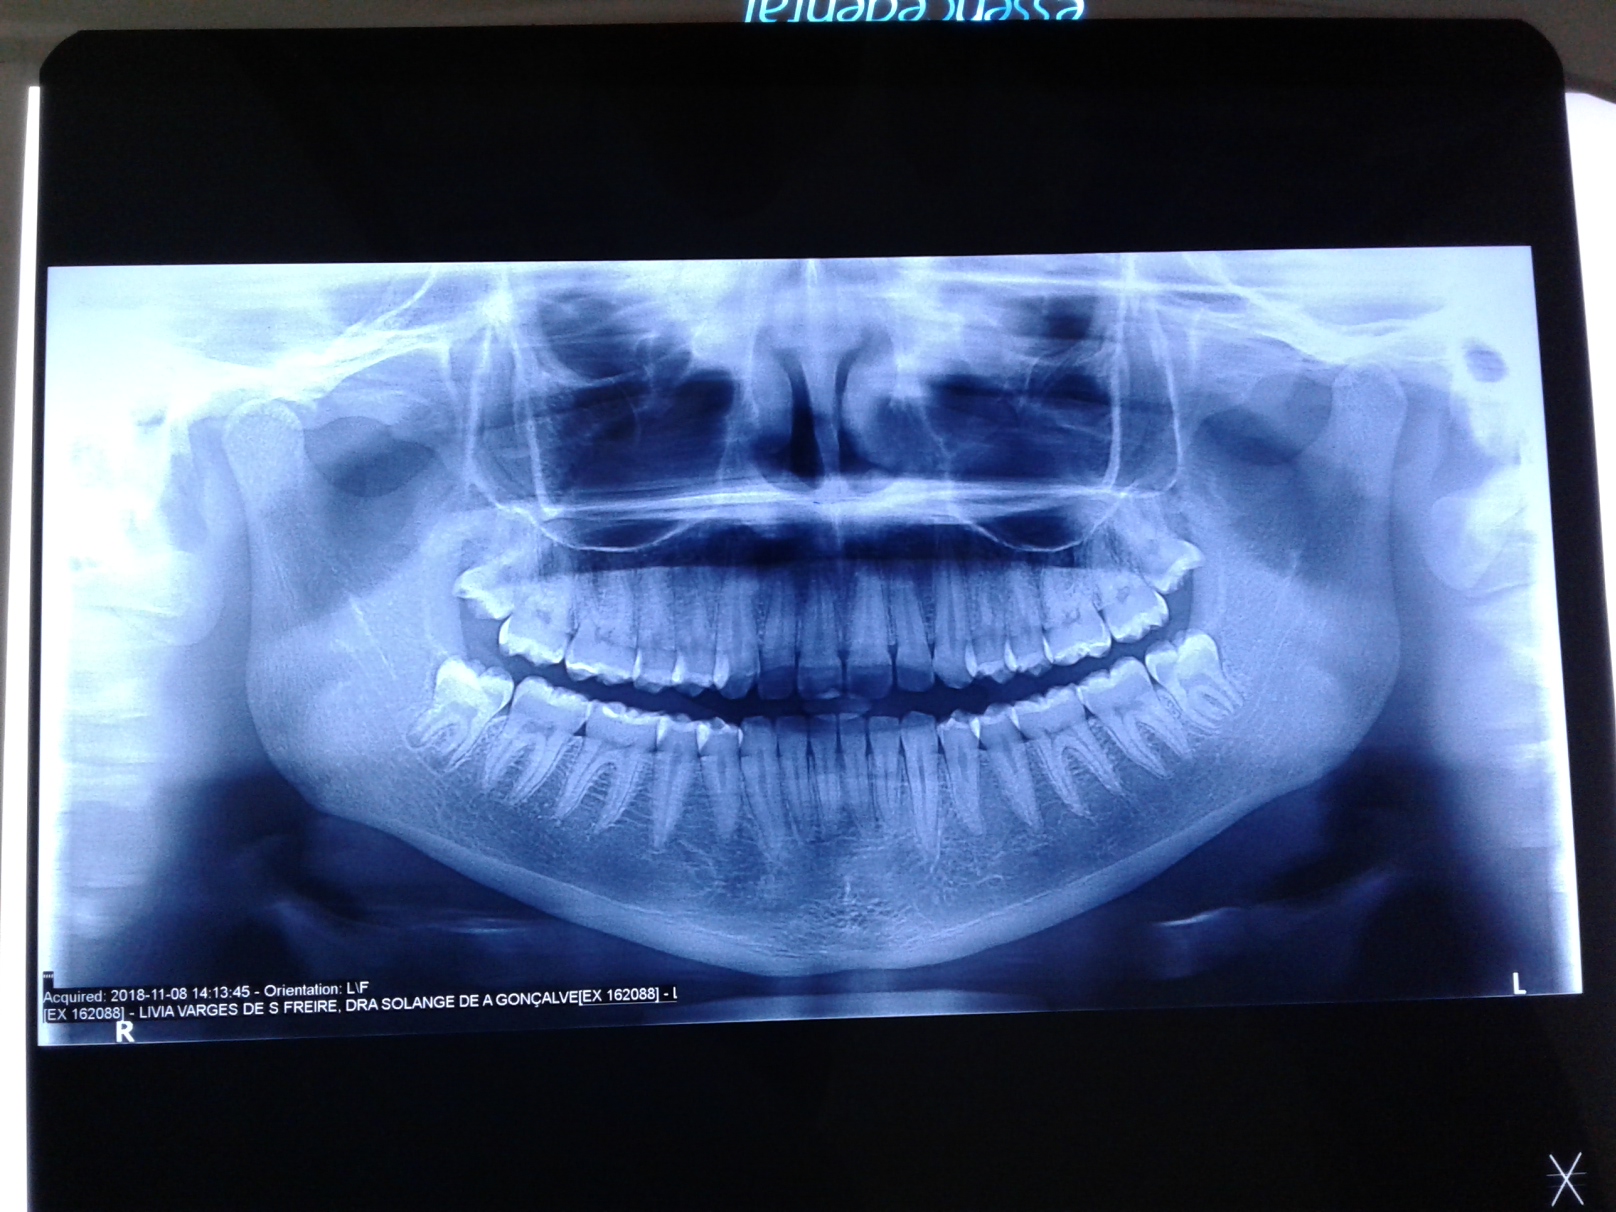 essencedental
Acquired: 2018-11-08 14:13:45 - Orientation: L\F
[EX 162088] - LIVIA VARGES DE S FREIRE, DRA SOLANGE DE A GONÇALVE[EX 162088] - L
R
L